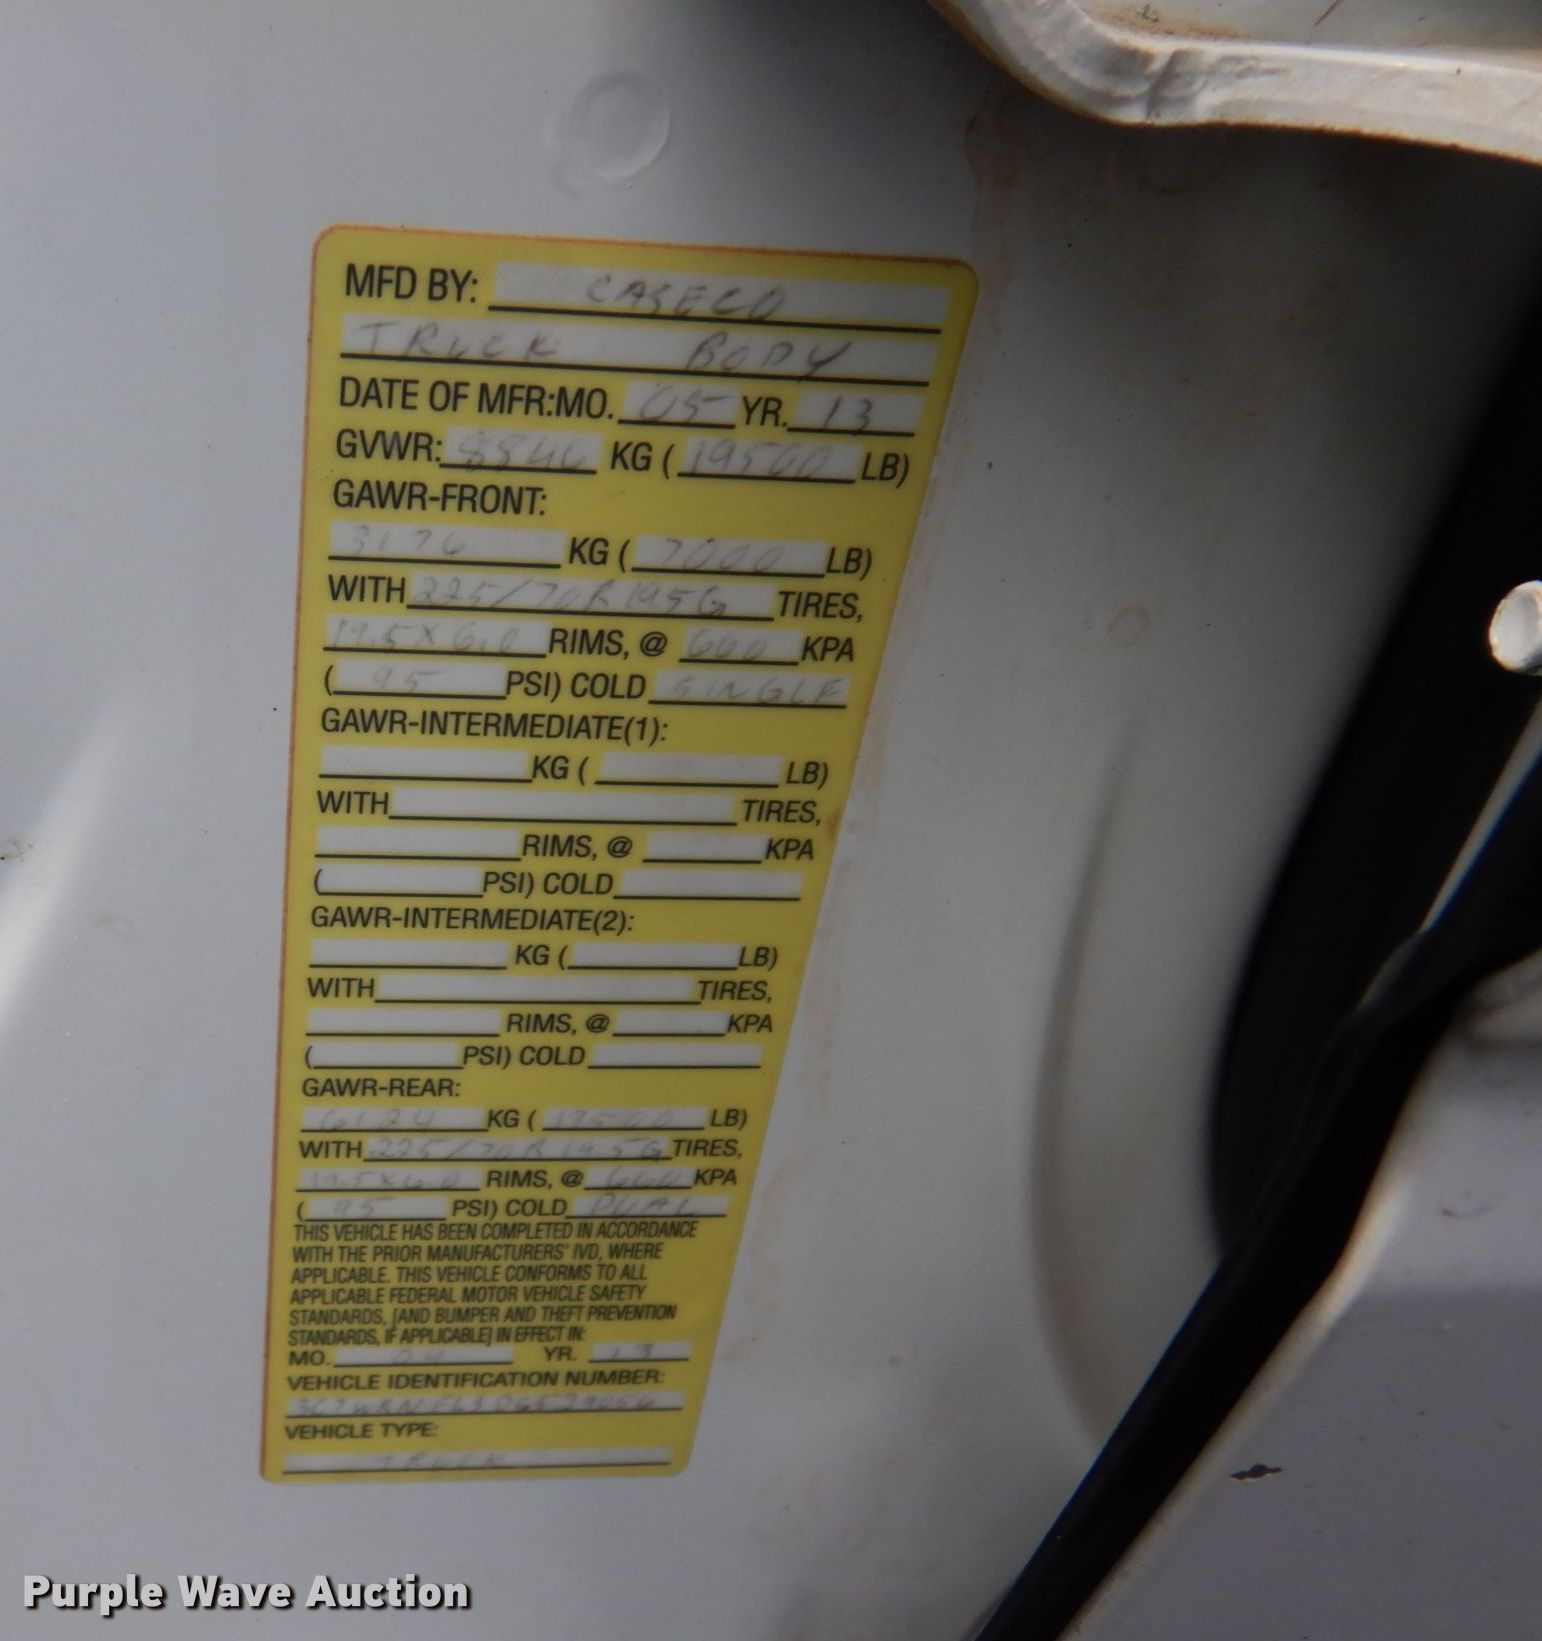 MFD BY: CASECO
TRUCK BODY
DATE OF MFR:MO. 05 YR. 13
GVWR: 8846 KG ( 19500 LB)
GAWR-FRONT:
3176 KG ( 7000 LB)
WITH 225/70R195G TIRES,
19.5X6.0 RIMS, @ 660 KPA
( 95 PSI) COLD SINGLE
GAWR-INTERMEDIATE(1):
KG ( LB)
WITH TIRES,
RIMS, @ KPA
( PSI) COLD
GAWR-INTERMEDIATE(2):
KG ( LB)
WITH TIRES,
RIMS, @ KPA
( PSI) COLD
GAWR-REAR:
6124 KG ( 13500 LB)
WITH 225/70R 19.5G TIRES,
19.5X6.0 RIMS, @ 660 KPA
( 95 PSI) COLD DUAL
THIS VEHICLE HAS BEEN COMPLETED IN ACCORDANCE
WITH THE PRIOR MANUFACTURERS' IVD, WHERE
APPLICABLE. THIS VEHICLE CONFORMS TO ALL
APPLICABLE FEDERAL MOTOR VEHICLE SAFETY
STANDARDS, [AND BUMPER AND THEFT PREVENTION
STANDARDS, IF APPLICABLE] IN EFFECT IN:
MO. 04 YR. 13
VEHICLE IDENTIFICATION NUMBER:
VEHICLE TYPE:
TRUCK
Purple Wave Auction